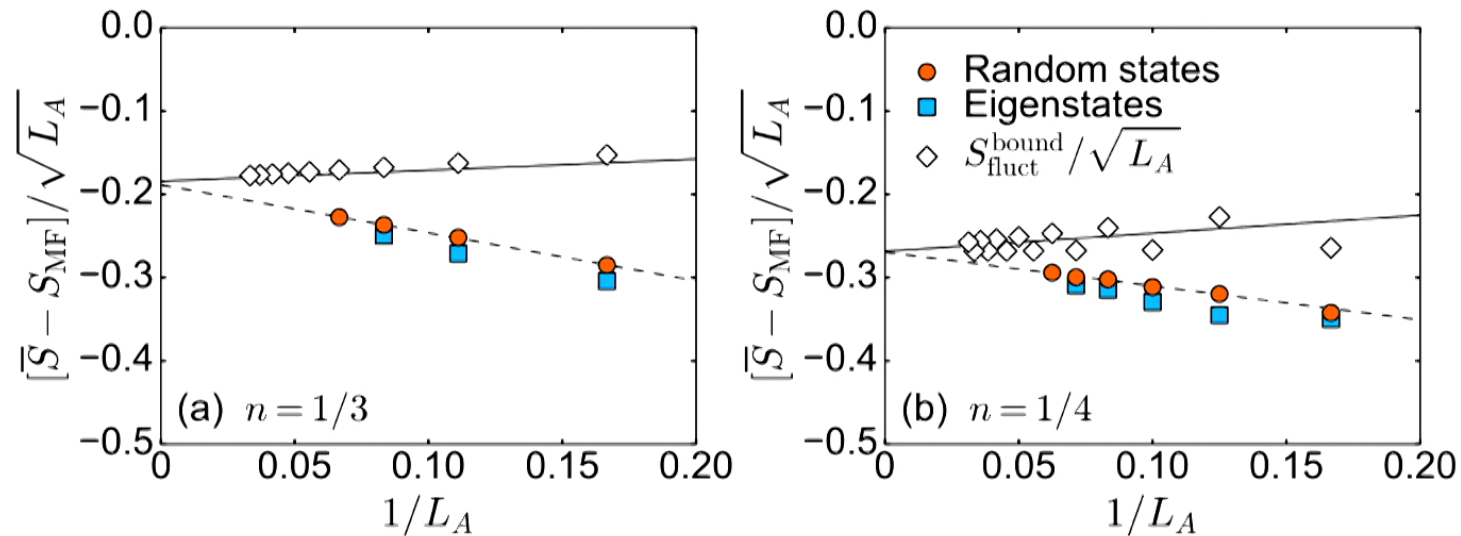 0.0
−0.1
−0.2
−0.3
−0.4
−0.5
[S̅ − S_MF]/√L_A
(a) n = 1/3
0 0.05 0.10 0.15 0.20
1/L_A
0.0
−0.1
−0.2
−0.3
−0.4
−0.5
[S̅ − S_MF]/√L_A
Random states
Eigenstates
S_fluct^bound/√L_A
(b) n = 1/4
0 0.05 0.10 0.15 0.20
1/L_A